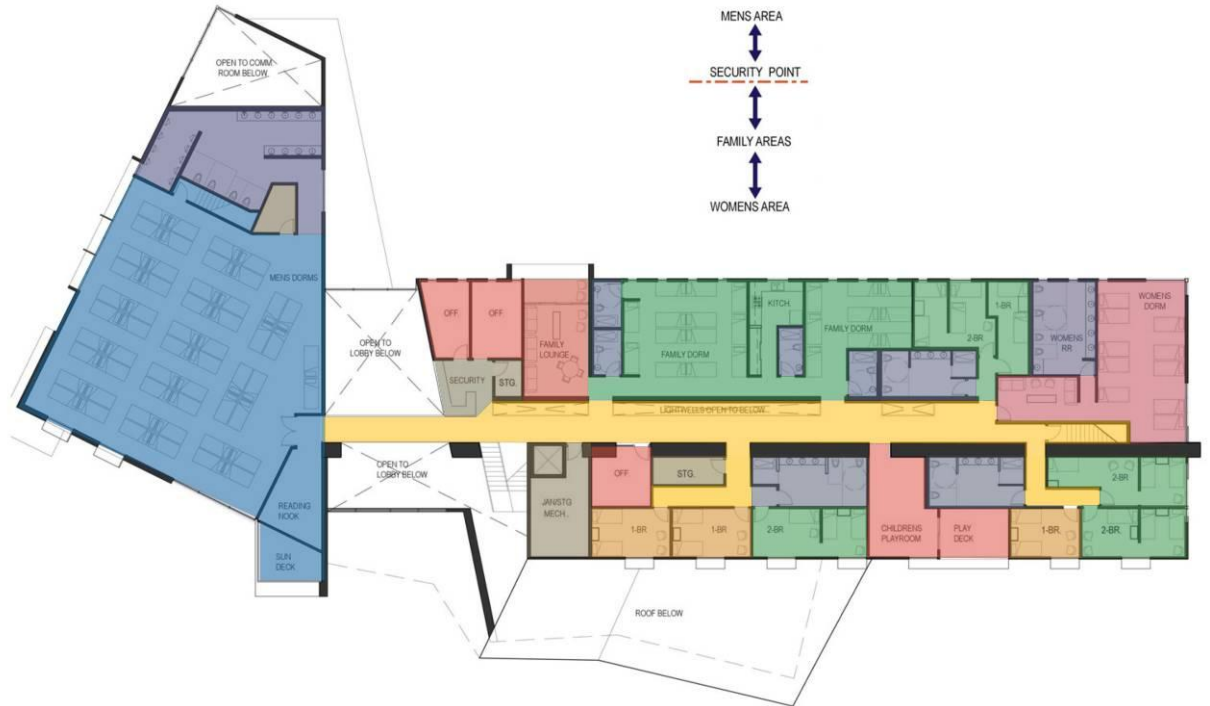 MENS AREA
SECURITY POINT
FAMILY AREAS
WOMENS AREA
OPEN TO COMM.
ROOM BELOW
MENS DORMS
OPEN TO
LOBBY BELOW
OFF.
OFF.
SECURITY
STG.
FAMILY
LOUNGE
FAMILY DORM
KITCH.
FAMILY DORM
2-BR
1-BR
WOMENS
RR
WOMENS
DORM
LIGHTWELLS OPEN TO BELOW
OPEN TO
LOBBY BELOW
READING
NOOK
SUN
DECK
JAN/STG
MECH.
OFF.
STG.
1-BR
1-BR
2-BR
CHILDRENS
PLAYROOM
PLAY
DECK
1-BR.
2-BR.
2-BR
ROOF BELOW